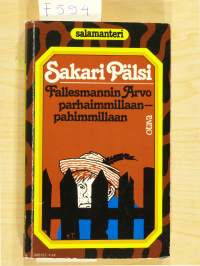 F594
salamanteri
Sakari Pälsi
Fallesmannin Arvo
parhaimmillaan—
pahimmillaan
otava